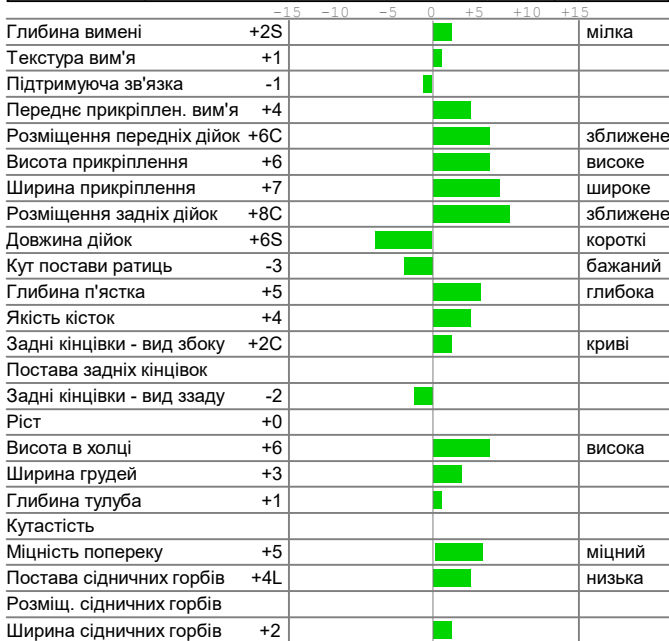 -15 -10 -5 0 +5 +10 +15
Глибина вимені +2S мілка
Текстура вим'я +1
Підтримуюча зв'язка -1
Переднє прикріплен. вим'я +4
Розміщення передніх дійок +6C зближене
Висота прикріплення +6 високе
Ширина прикріплення +7 широке
Розміщення задніх дійок +8C зближене
Довжина дійок +6S короткі
Кут постави ратиць -3 бажаний
Глибина п'ястка +5 глибока
Якість кісток +4
Задні кінцівки - вид збоку +2C криві
Постава задніх кінцівок
Задні кінцівки - вид ззаду -2
Ріст +0
Висота в холці +6 висока
Ширина грудей +3
Глибина тулуба +1
Кутастість
Міцність попереку +5 міцний
Постава сідничних горбів +4L низька
Розміщ. сідничних горбів
Ширина сідничних горбів +2